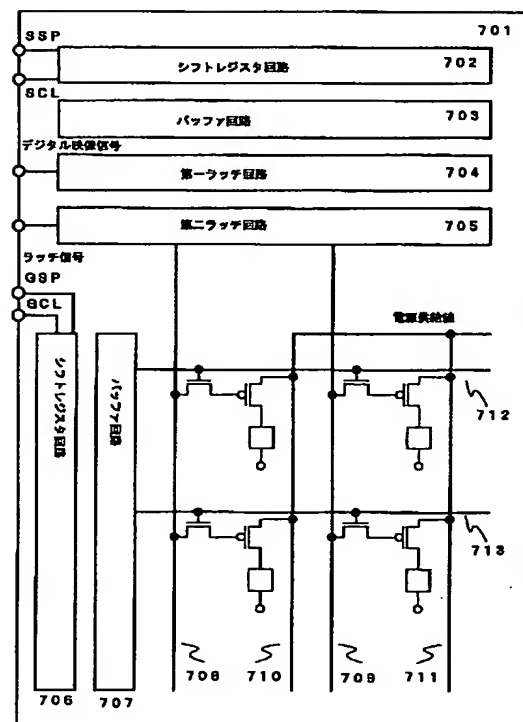 701
SSP
シフトレジスタ回路 702
SCL
バッファ回路 703
デジタル映像信号
第一ラッチ回路 704
第二ラッチ回路 705
ラッチ信号
GSP
GCL
電源供給線
シフトレジスタ回路
バッファ回路
712
713
708 710 709 711
706 707